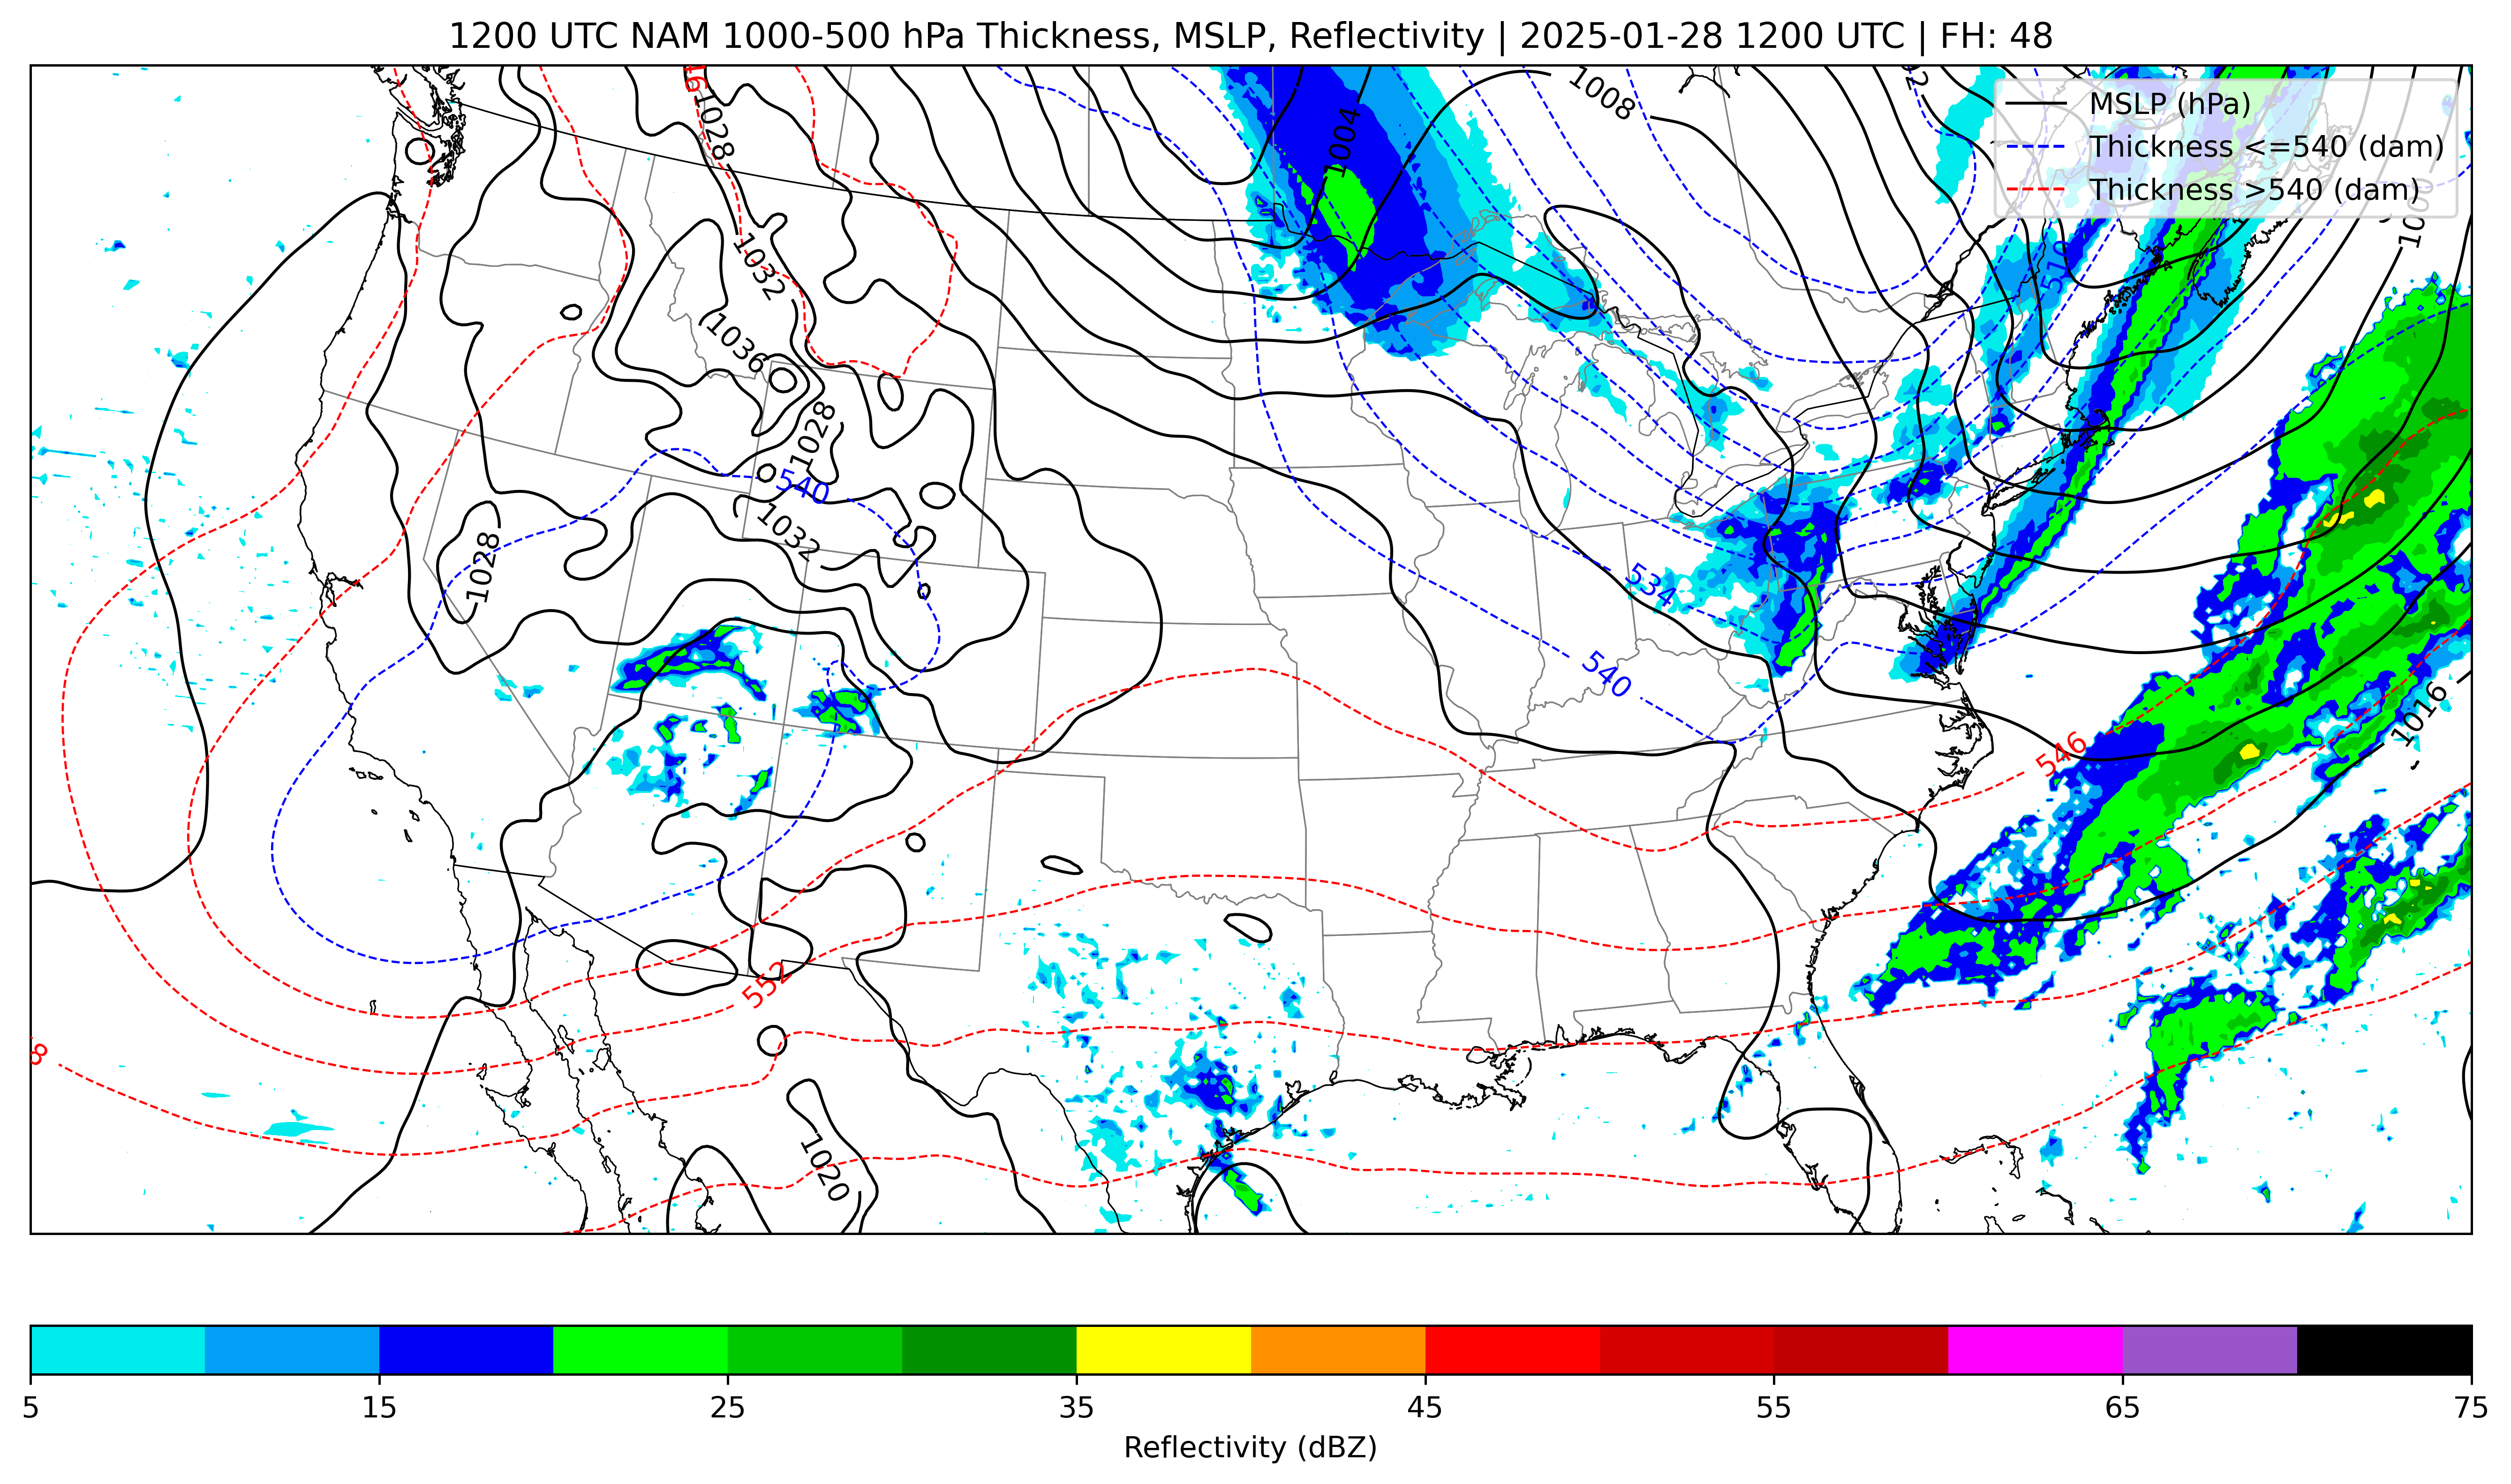 1200 UTC NAM 1000-500 hPa Thickness, MSLP, Reflectivity | 2025-01-28 1200 UTC | FH: 48
MSLP (hPa)
Thickness <=540 (dam)
Thickness >540 (dam)
1028
1004
1008
1032
1036
510
1028
540
1032
1028
534
540
1016
546
552
1020
5 15 25 35 45 55 65 75
Reflectivity (dBZ)